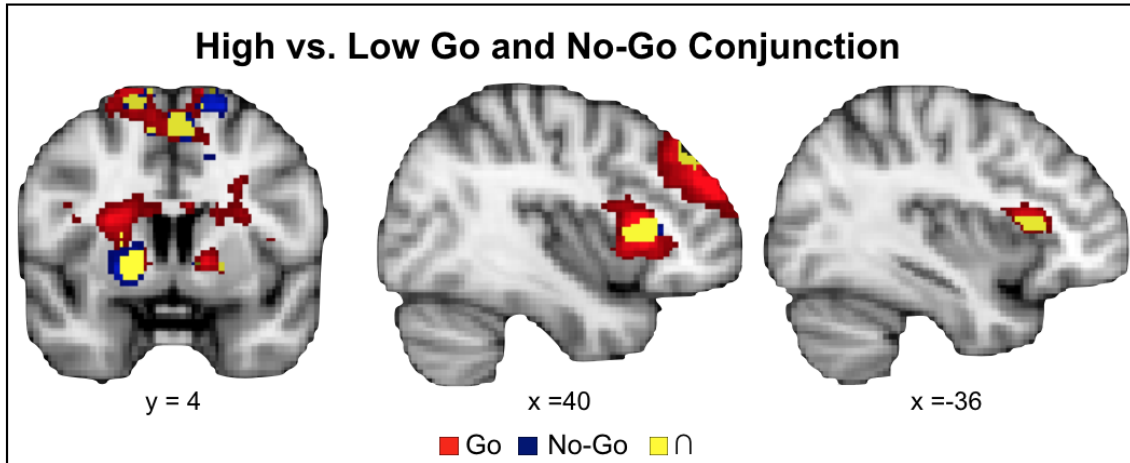 High vs. Low Go and No-Go Conjunction
y = 4
x =40
x =-36
Go No-Go ∩